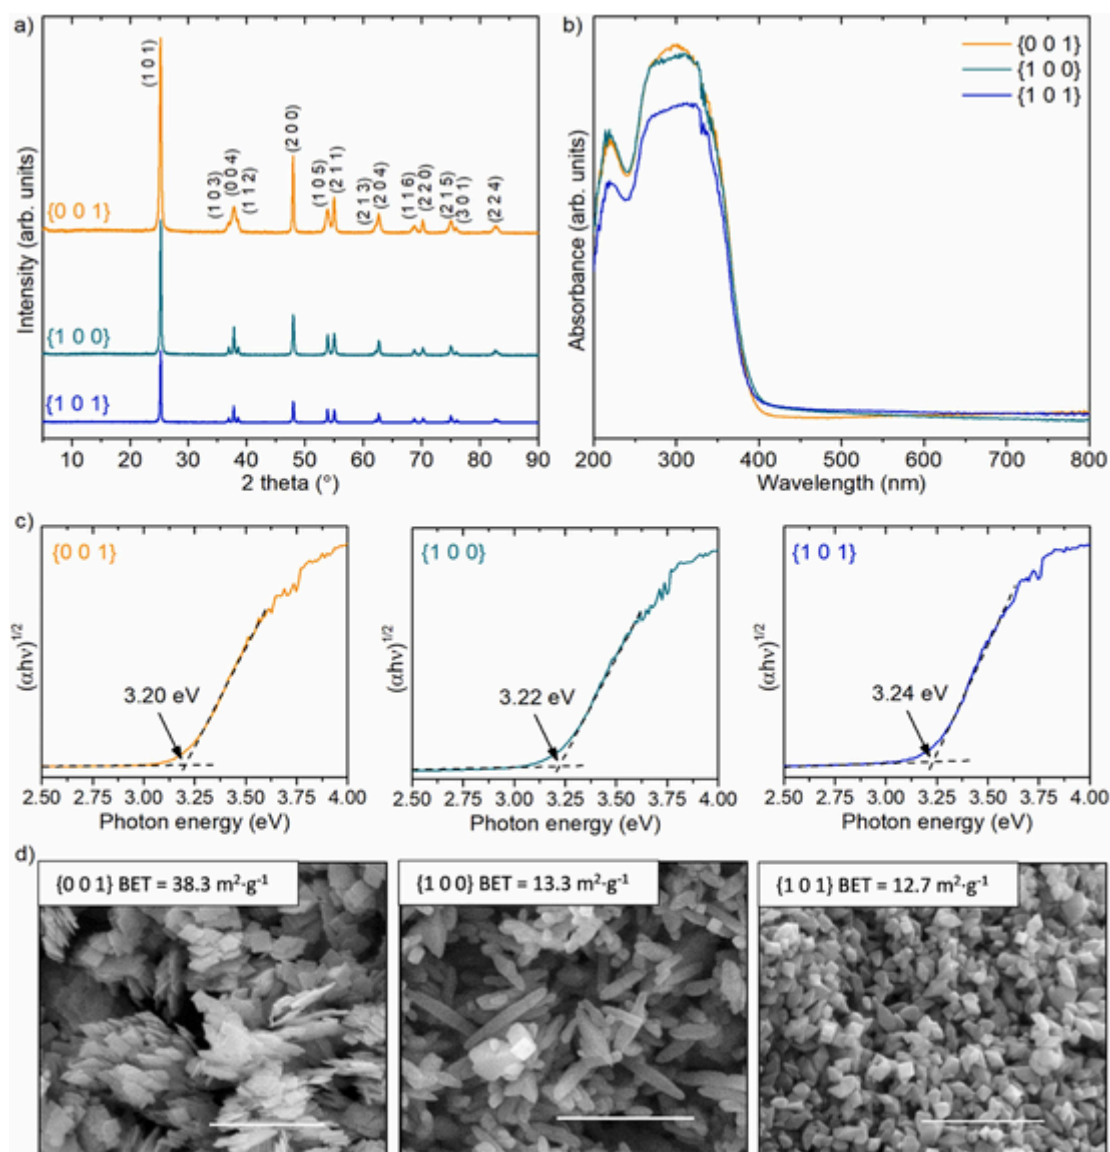 a)
Intensity (arb. units)
(1 0 1)
(1 0 3)
(0 0 4)
(1 1 2)
(2 0 0)
(1 0 5)
(2 1 1)
(2 1 3)
(2 0 4)
(1 1 6)
(2 2 0)
(2 1 5)
(3 0 1)
(2 2 4)
{0 0 1}
{1 0 0}
{1 0 1}
10 20 30 40 50 60 70 80 90
2 theta (°)
b)
Absorbance (arb. units)
{0 0 1}
{1 0 0}
{1 0 1}
200 300 400 500 600 700 800
Wavelength (nm)
c)
{0 0 1}
(αhν)1/2
3.20 eV
2.50 2.75 3.00 3.25 3.50 3.75 4.00
Photon energy (eV)
{1 0 0}
(αhν)1/2
3.22 eV
2.50 2.75 3.00 3.25 3.50 3.75 4.00
Photon energy (eV)
{1 0 1}
(αhν)1/2
3.24 eV
2.50 2.75 3.00 3.25 3.50 3.75 4.00
Photon energy (eV)
d)
{0 0 1} BET = 38.3 m²·g⁻¹
{1 0 0} BET = 13.3 m²·g⁻¹
{1 0 1} BET = 12.7 m²·g⁻¹